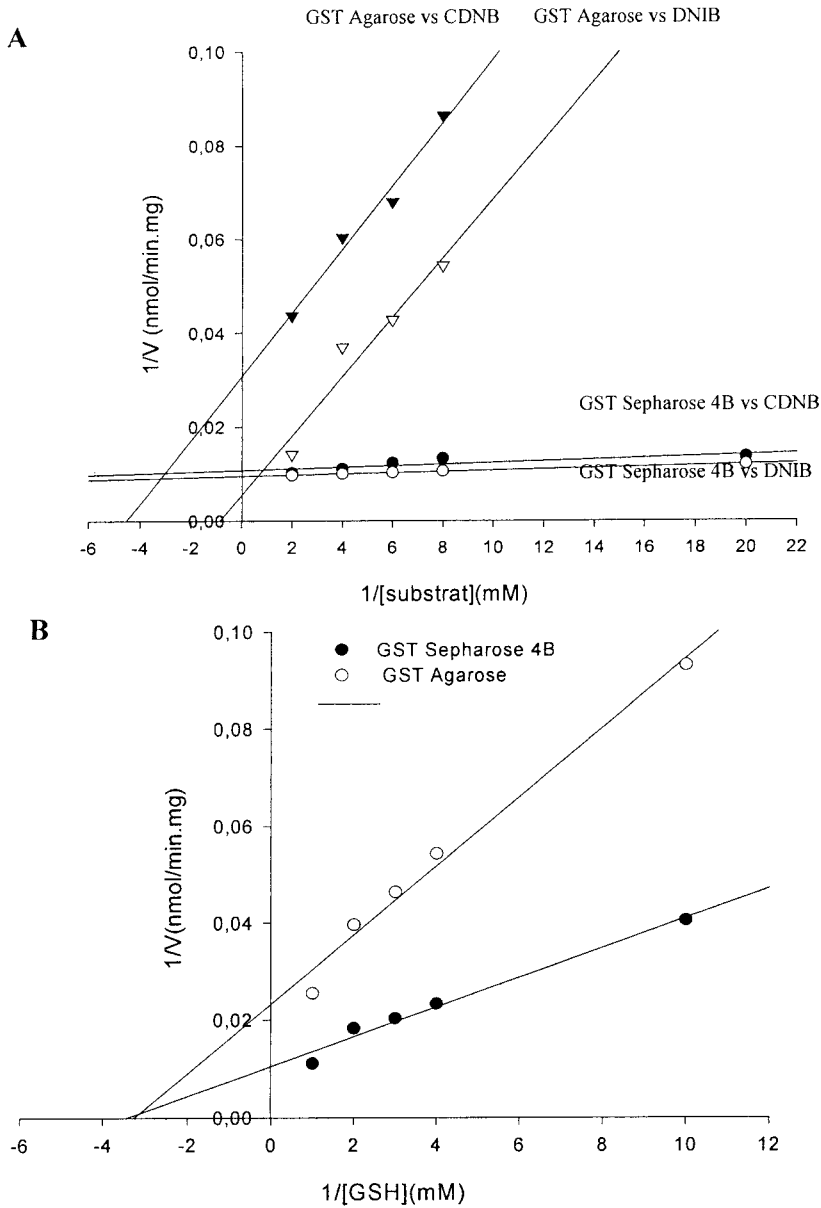 GST Agarose vs CDNB GST Agarose vs DNIB
A
0,10
0,08
0,06
0,04
0,02
0,00
1/V (nmol/min.mg)
GST Sepharose 4B vs CDNB
GST Sepharose 4B vs DNIB
-6 -4 -2 0 2 4 6 8 10 12 14 16 18 20 22
1/[substrat](mM)
B
0,10
0,08
0,06
0,04
0,02
0,00
1/V(nmol/min.mg)
GST Sepharose 4B
GST Agarose
-6 -4 -2 0 2 4 6 8 10 12
1/[GSH](mM)